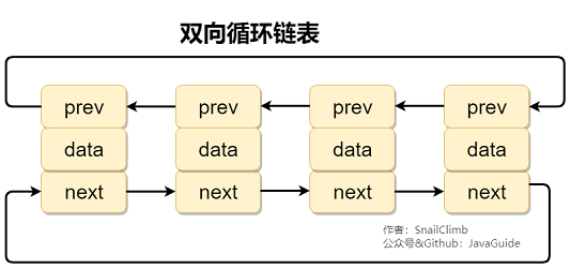 双向循环链表
prev prev prev prev
data data data data
next next next next
作者：SnailClimb
公众号&Github：JavaGuide